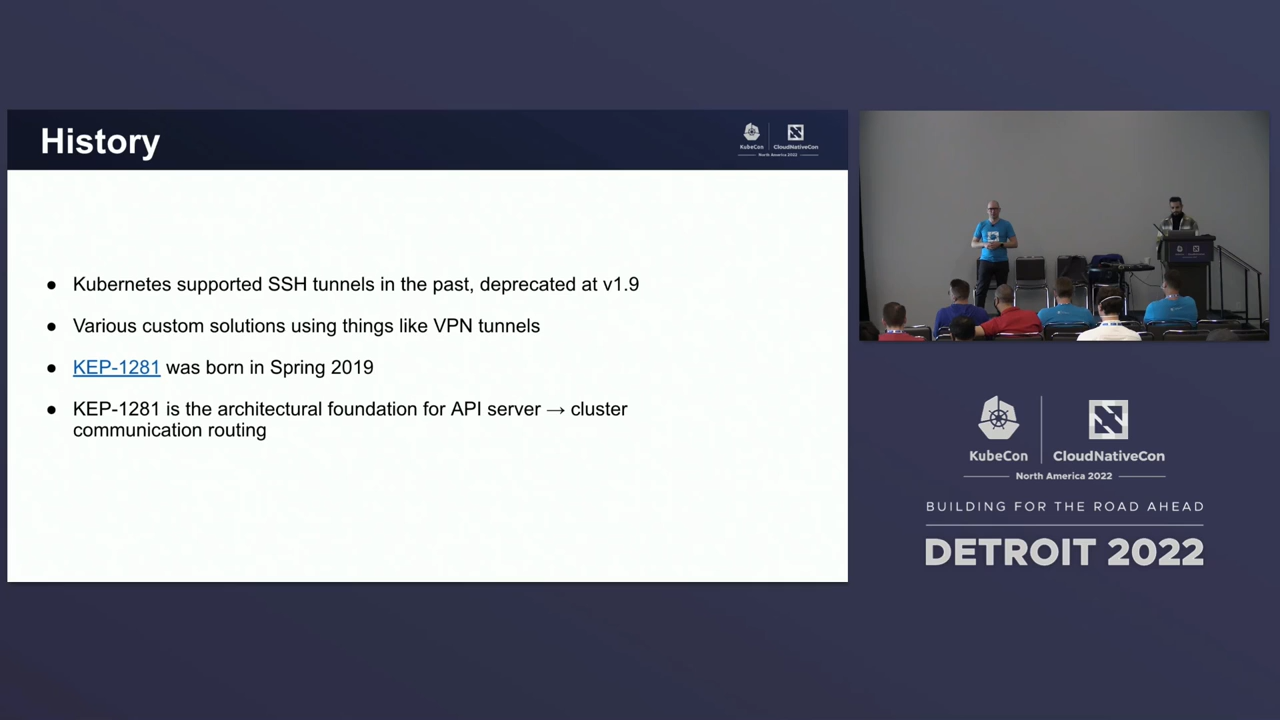 History
KubeCon
CloudNativeCon
North America 2022
● Kubernetes supported SSH tunnels in the past, deprecated at v1.9
● Various custom solutions using things like VPN tunnels
● KEP-1281 was born in Spring 2019
● KEP-1281 is the architectural foundation for API server → cluster
communication routing
KubeCon
CloudNativeCon
North America 2022
BUILDING FOR THE ROAD AHEAD
DETROIT 2022